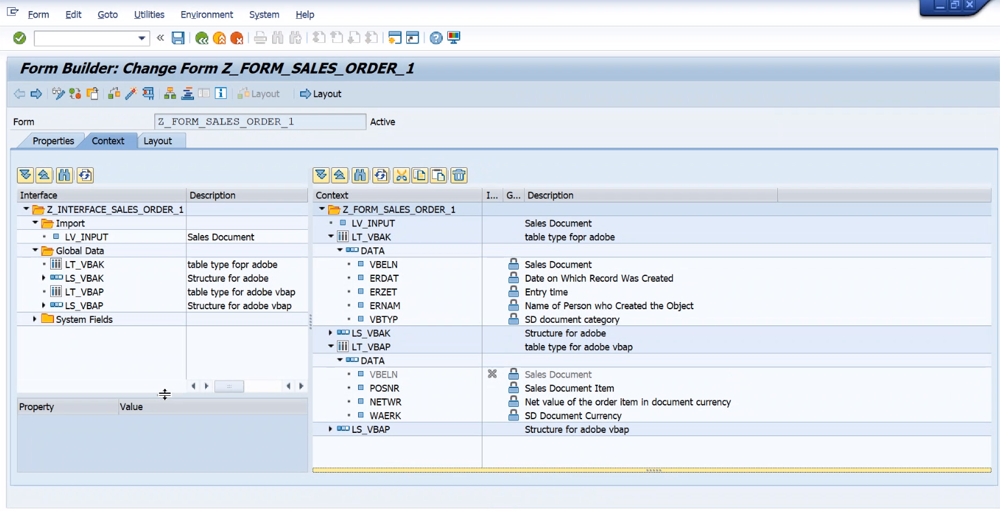 Form Edit Goto Utilities Environment System Help
Form Builder: Change Form Z_FORM_SALES_ORDER_1
Layout Layout
Form Z_FORM_SALES_ORDER_1 Active
Properties Context Layout
Interface Description Context I... G... Description
Z_INTERFACE_SALES_ORDER_1 Z_FORM_SALES_ORDER_1
Import LV_INPUT Sales Document
LV_INPUT Sales Document LT_VBAK table type fopr adobe
Global Data DATA
LT_VBAK table type fopr adobe VBELN Sales Document
LS_VBAK Structure for adobe ERDAT Date on Which Record Was Created
LT_VBAP table type for adobe vbap ERZET Entry time
LS_VBAP Structure for adobe vbap ERNAM Name of Person who Created the Object
System Fields VBTYP SD document category
LS_VBAK Structure for adobe
LT_VBAP table type for adobe vbap
DATA
VBELN Sales Document
POSNR Sales Document Item
Property Value NETWR Net value of the order item in document currency
WAERK SD Document Currency
LS_VBAP Structure for adobe vbap